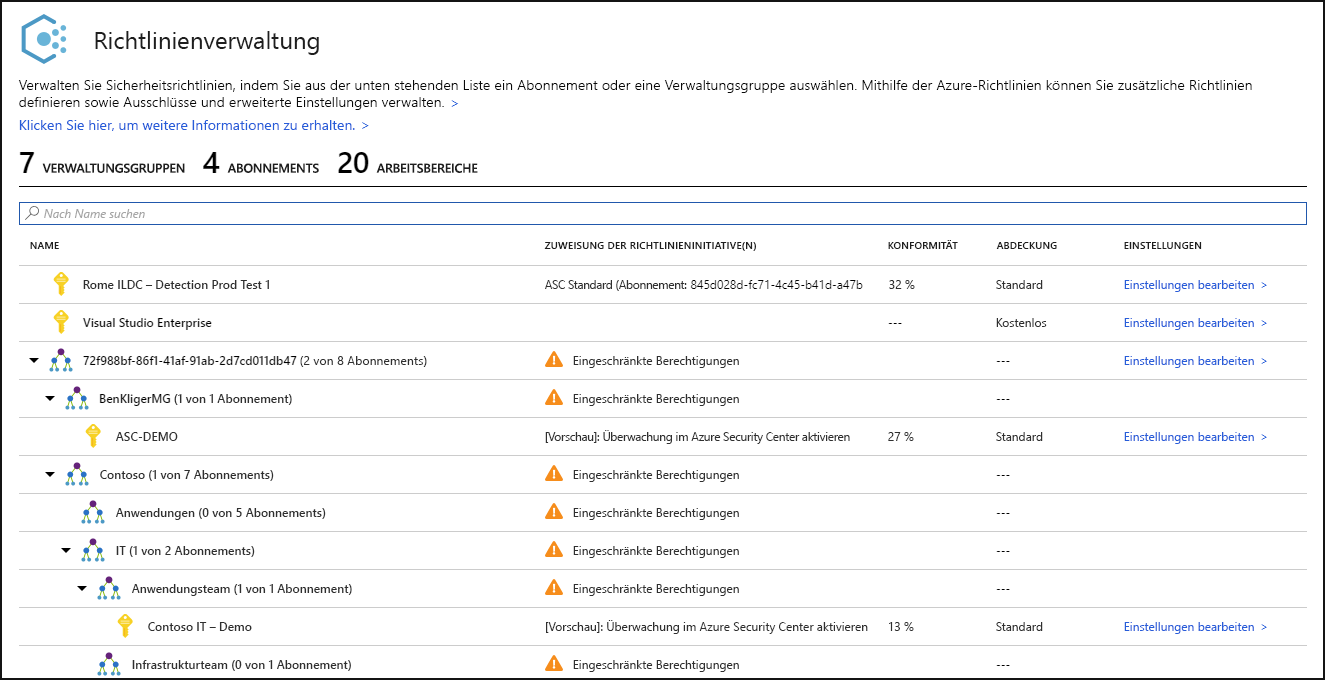 Richtlinienverwaltung
Verwalten Sie Sicherheitsrichtlinien, indem Sie aus der unten stehenden Liste ein Abonnement oder eine Verwaltungsgruppe auswählen. Mithilfe der Azure-Richtlinien können Sie zusätzliche Richtlinien
definieren sowie Ausschlüsse und erweiterte Einstellungen verwalten. >
Klicken Sie hier, um weitere Informationen zu erhalten. >
7 VERWALTUNGSGRUPPEN 4 ABONNEMENTS 20 ARBEITSBEREICHE
Nach Name suchen
NAME ZUWEISUNG DER RICHTLINIENINITIATIVE(N) KONFORMITÄT ABDECKUNG EINSTELLUNGEN
Rome ILDC – Detection Prod Test 1 ASC Standard (Abonnement: 845d028d-fc71-4c45-b41d-a47b 32 % Standard Einstellungen bearbeiten >
Visual Studio Enterprise --- Kostenlos Einstellungen bearbeiten >
72f988bf-86f1-41af-91ab-2d7cd011db47 (2 von 8 Abonnements) Eingeschränkte Berechtigungen --- Einstellungen bearbeiten >
BenKligerMG (1 von 1 Abonnement) Eingeschränkte Berechtigungen ---
ASC-DEMO [Vorschau]: Überwachung im Azure Security Center aktivieren 27 % Standard Einstellungen bearbeiten >
Contoso (1 von 7 Abonnements) Eingeschränkte Berechtigungen ---
Anwendungen (0 von 5 Abonnements) Eingeschränkte Berechtigungen ---
IT (1 von 2 Abonnements) Eingeschränkte Berechtigungen ---
Anwendungsteam (1 von 1 Abonnement) Eingeschränkte Berechtigungen ---
Contoso IT – Demo [Vorschau]: Überwachung im Azure Security Center aktivieren 13 % Standard Einstellungen bearbeiten >
Infrastrukturteam (0 von 1 Abonnement) Eingeschränkte Berechtigungen ---